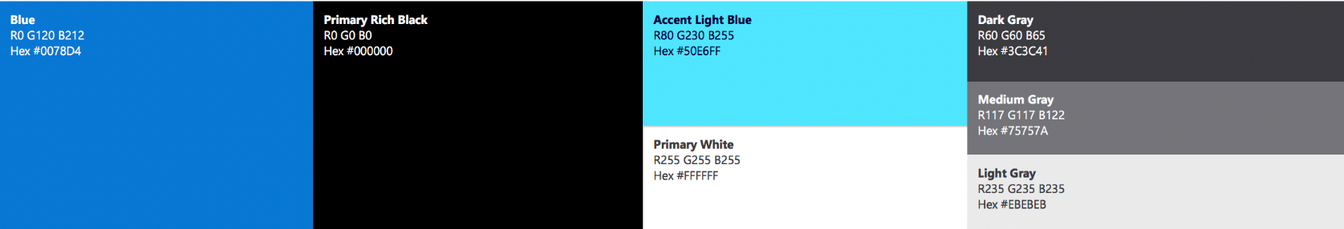 Blue
R0 G120 B212
Hex #0078D4
Primary Rich Black
R0 G0 B0
Hex #000000
Accent Light Blue
R80 G230 B255
Hex #50E6FF
Primary White
R255 G255 B255
Hex #FFFFFF
Dark Gray
R60 G60 B65
Hex #3C3C41
Medium Gray
R117 G117 B122
Hex #75757A
Light Gray
R235 G235 B235
Hex #EBEBEB